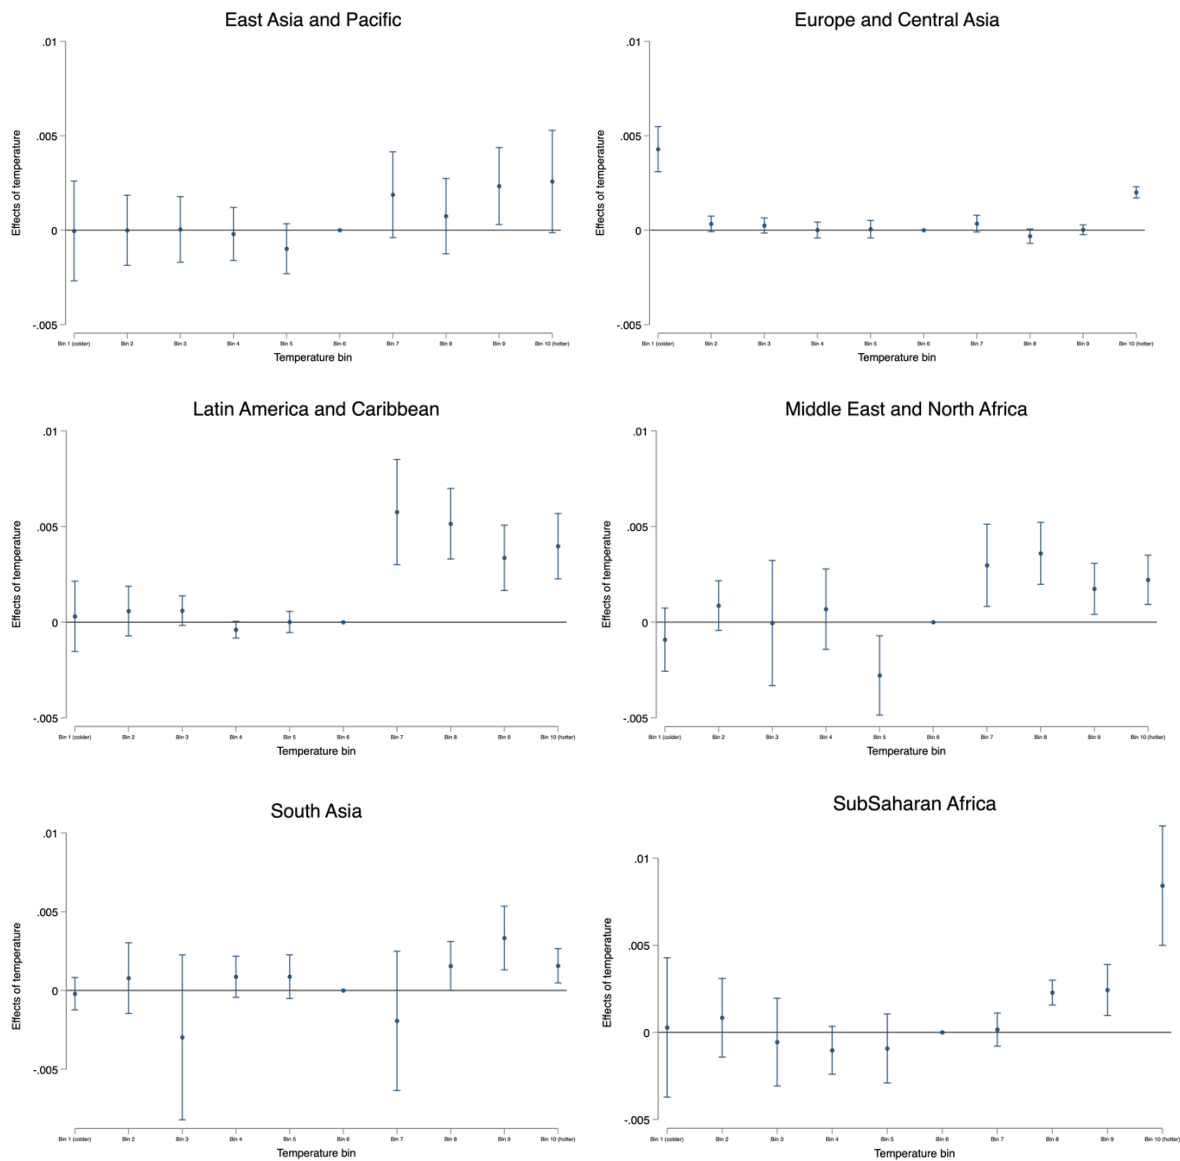 East Asia and Pacific
.01
.005
0
-.005
Effects of temperature
Bin 1 (colder) Bin 2 Bin 3 Bin 4 Bin 5 Bin 6 Bin 7 Bin 8 Bin 9 Bin 10 (hotter)
Temperature bin
Europe and Central Asia
.01
.005
0
-.005
Effects of temperature
Bin 1 (colder) Bin 2 Bin 3 Bin 4 Bin 5 Bin 6 Bin 7 Bin 8 Bin 9 Bin 10 (hotter)
Temperature bin
Latin America and Caribbean
.01
.005
0
-.005
Effects of temperature
Bin 1 (colder) Bin 2 Bin 3 Bin 4 Bin 5 Bin 6 Bin 7 Bin 8 Bin 9 Bin 10 (hotter)
Temperature bin
Middle East and North Africa
.01
.005
0
-.005
Effects of temperature
Bin 1 (colder) Bin 2 Bin 3 Bin 4 Bin 5 Bin 6 Bin 7 Bin 8 Bin 9 Bin 10 (hotter)
Temperature bin
South Asia
.01
.005
0
-.005
Effects of temperature
Bin 1 (colder) Bin 2 Bin 3 Bin 4 Bin 5 Bin 6 Bin 7 Bin 8 Bin 9 Bin 10 (hotter)
Temperature bin
SubSaharan Africa
.01
.005
0
-.005
Effects of temperature
Bin 1 (colder) Bin 2 Bin 3 Bin 4 Bin 5 Bin 6 Bin 7 Bin 8 Bin 9 Bin 10 (hotter)
Temperature bin